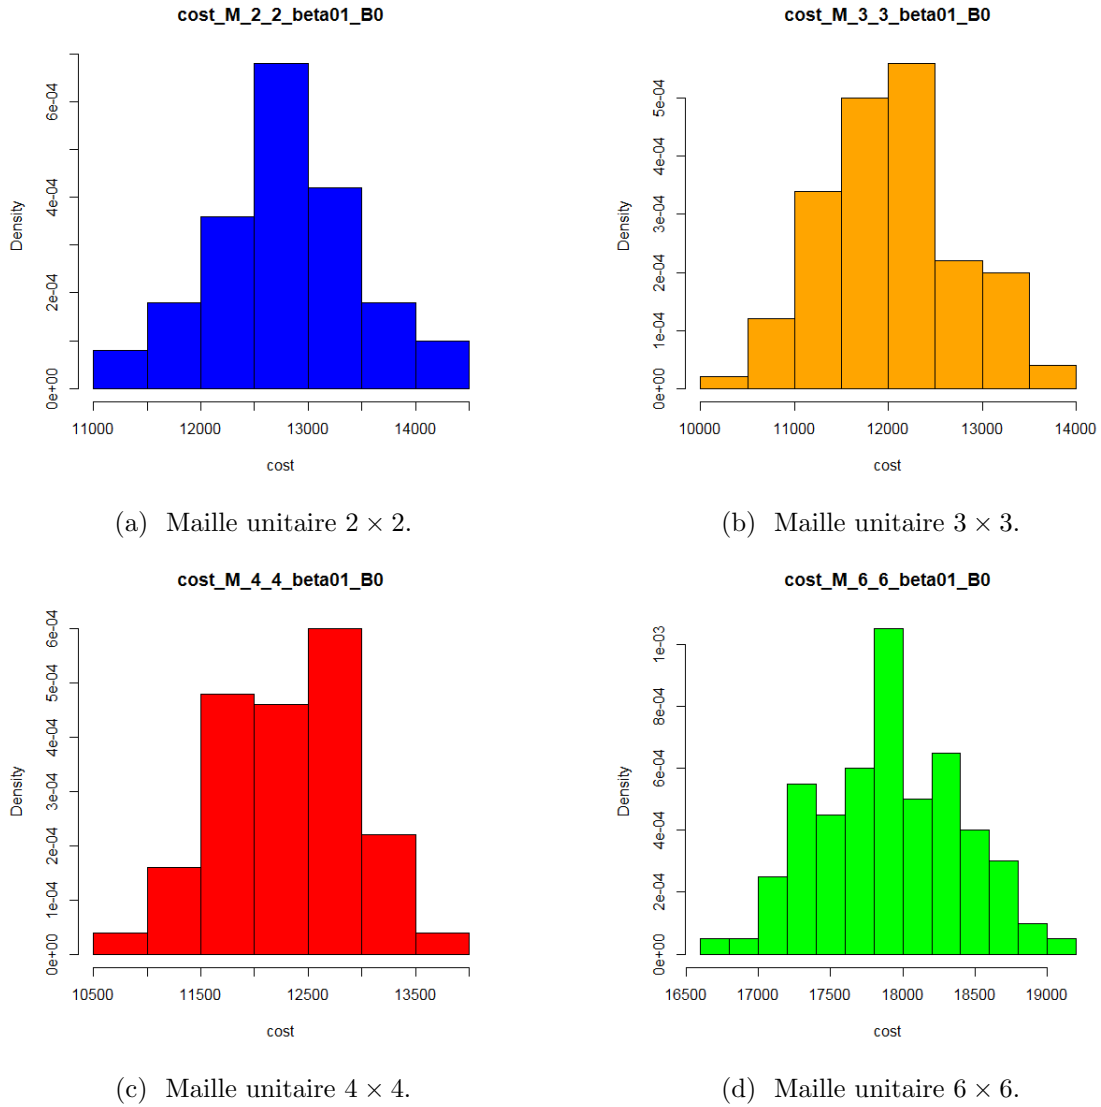 cost_M_2_2_beta01_B0
Density
0e+00 2e-04 4e-04 6e-04
11000 12000 13000 14000
cost
(a) Maille unitaire 2 × 2.
cost_M_3_3_beta01_B0
Density
0e+00 1e-04 2e-04 3e-04 4e-04 5e-04
10000 11000 12000 13000 14000
cost
(b) Maille unitaire 3 × 3.
cost_M_4_4_beta01_B0
Density
0e+00 1e-04 2e-04 3e-04 4e-04 5e-04 6e-04
10500 11500 12500 13500
cost
(c) Maille unitaire 4 × 4.
cost_M_6_6_beta01_B0
Density
0e+00 2e-04 4e-04 6e-04 8e-04 1e-03
16500 17000 17500 18000 18500 19000
cost
(d) Maille unitaire 6 × 6.